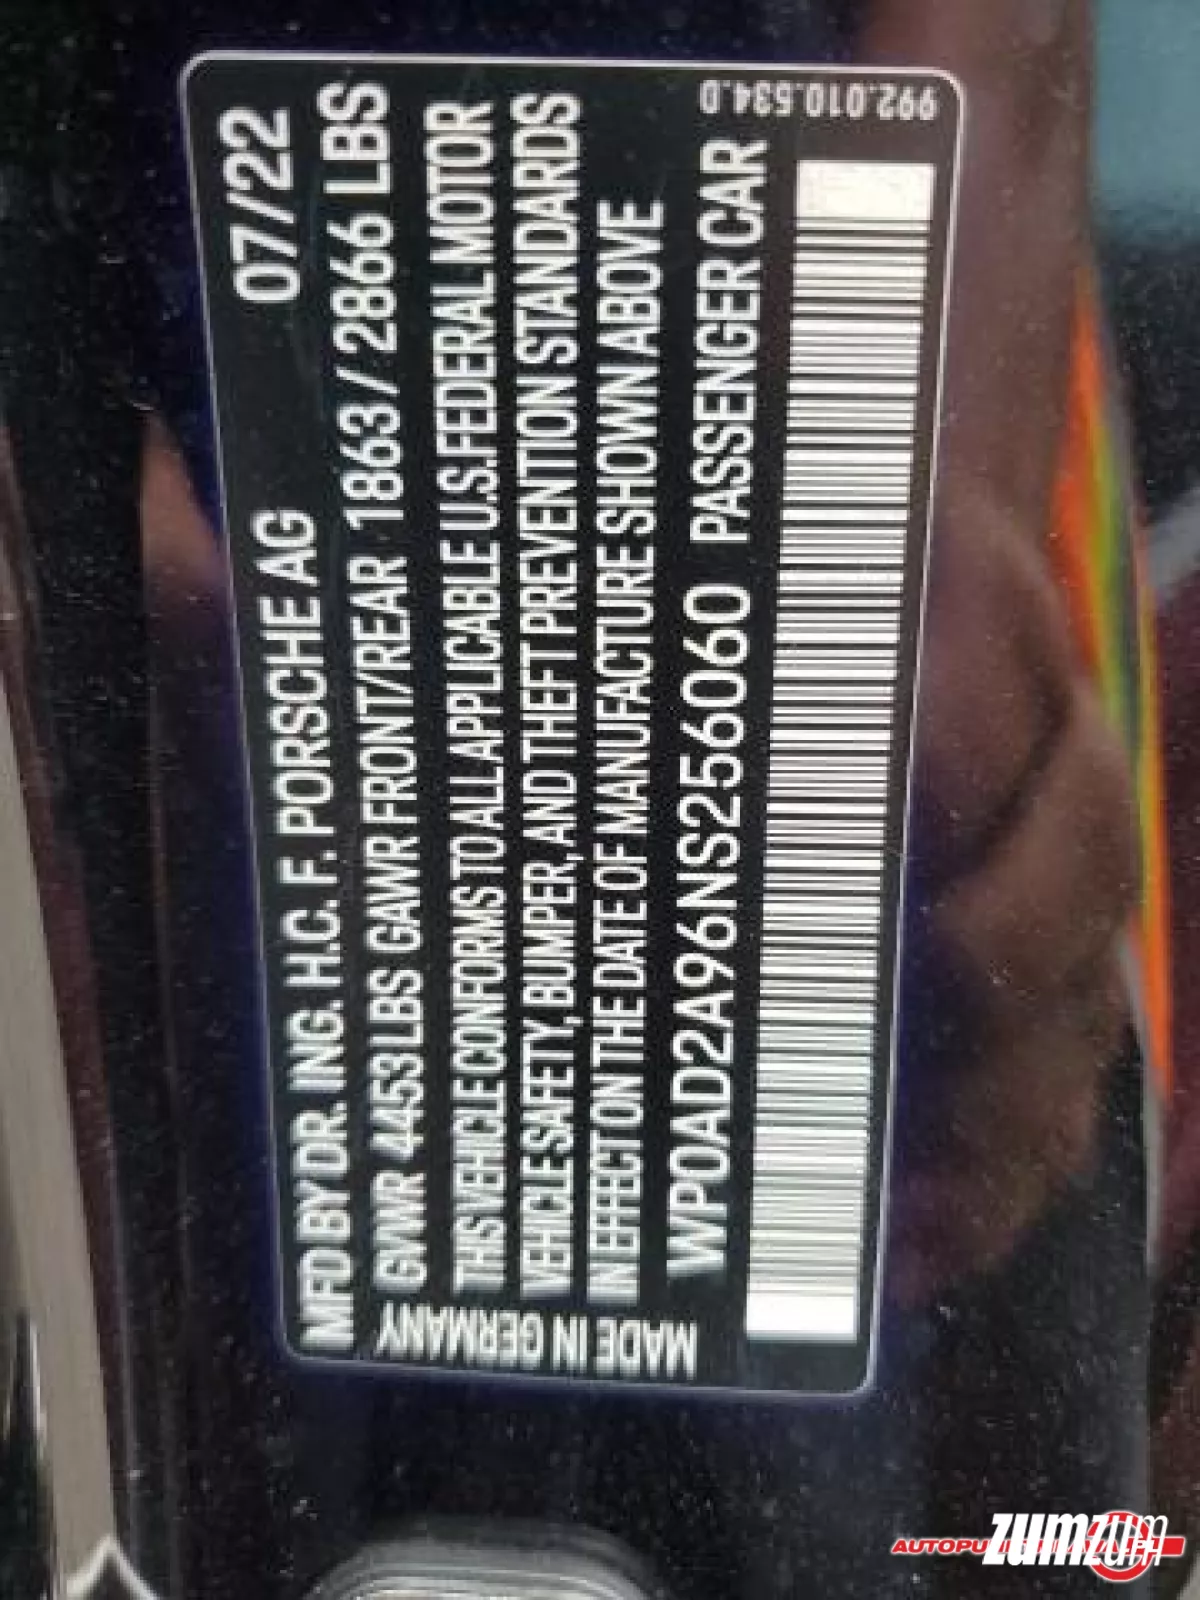 MFD BY DR. ING. H.C. F. PORSCHE AG 07/22
GVWR 4453 LBS GAWR FRONT/REAR 1863 / 2866 LBS
THIS VEHICLE CONFORMS TO ALL APPLICABLE U.S. FEDERAL MOTOR
VEHICLE SAFETY, BUMPER, AND THEFT PREVENTION STANDARDS
IN EFFECT ON THE DATE OF MANUFACTURE SHOWN ABOVE
WP0AD2A96NS256060 PASSENGER CAR
MADE IN GERMANY
992.010.534.D
zumzum